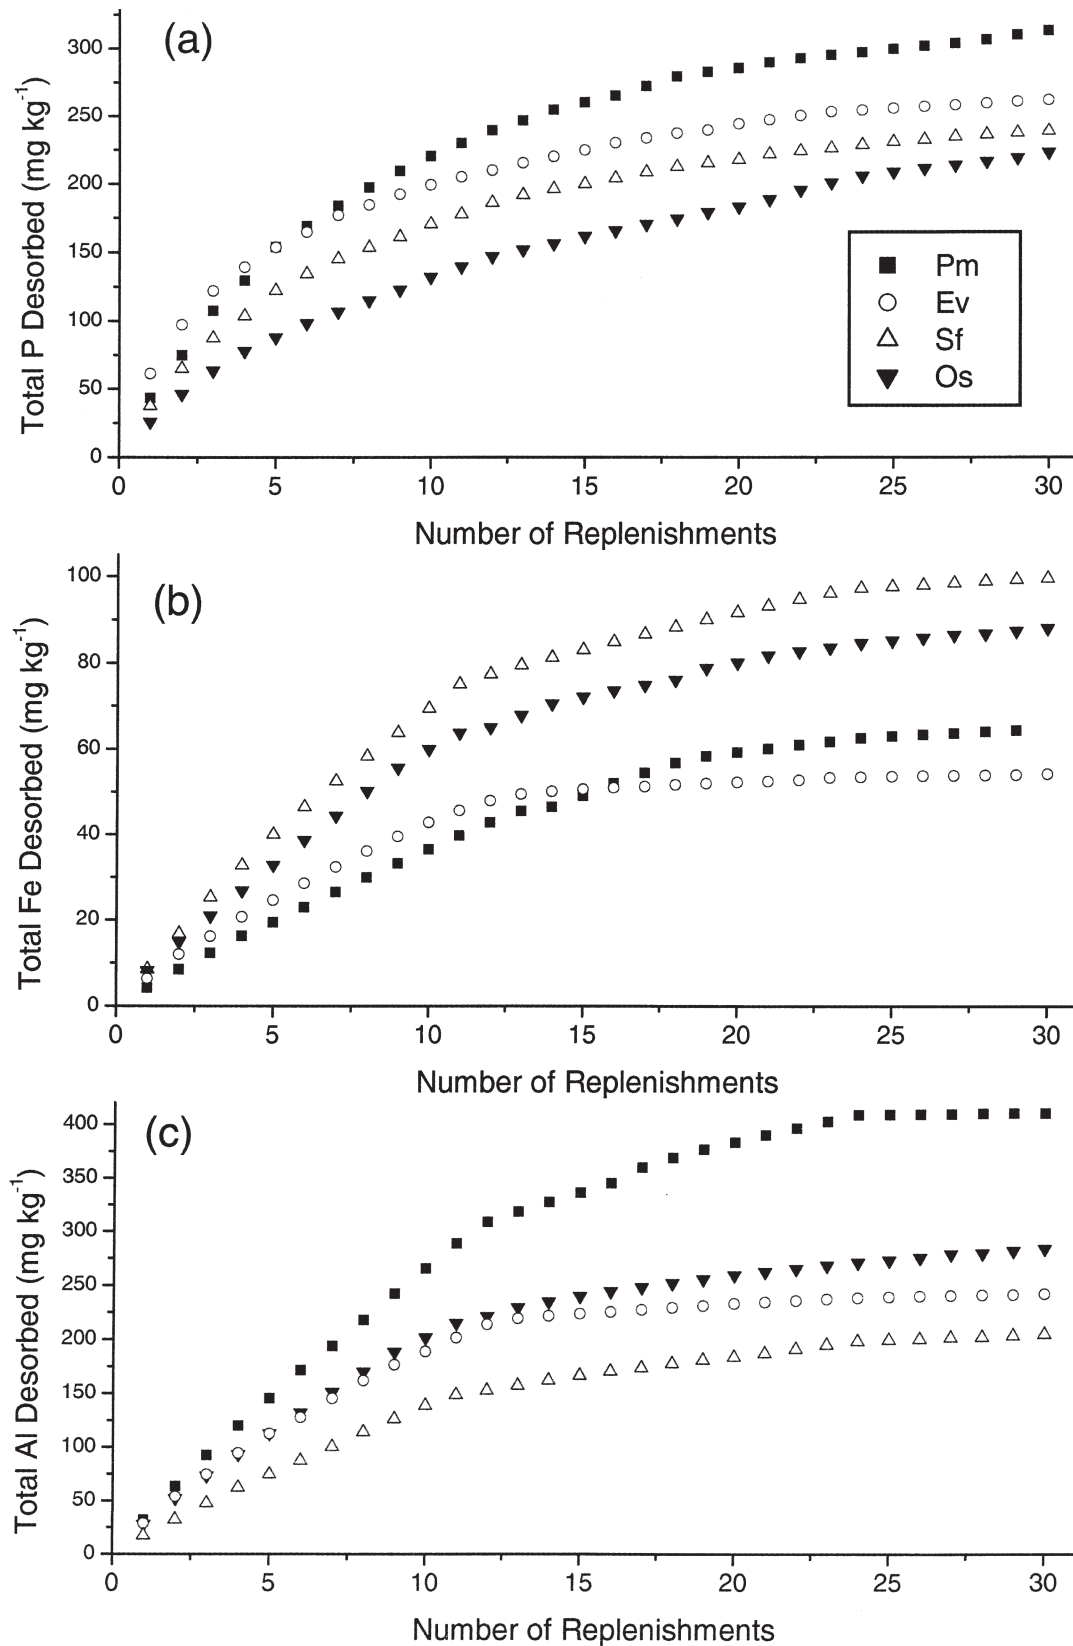 (a)
Total P Desorbed (mg kg-1)
300
250
200
150
100
50
0
Pm
Ev
Sf
Os
0 5 10 15 20 25 30
Number of Replenishments
(b)
Total Fe Desorbed (mg kg-1)
100
80
60
40
20
0
0 5 10 15 20 25 30
Number of Replenishments
(c)
Total Al Desorbed (mg kg-1)
400
350
300
250
200
150
100
50
0
0 5 10 15 20 25 30
Number of Replenishments